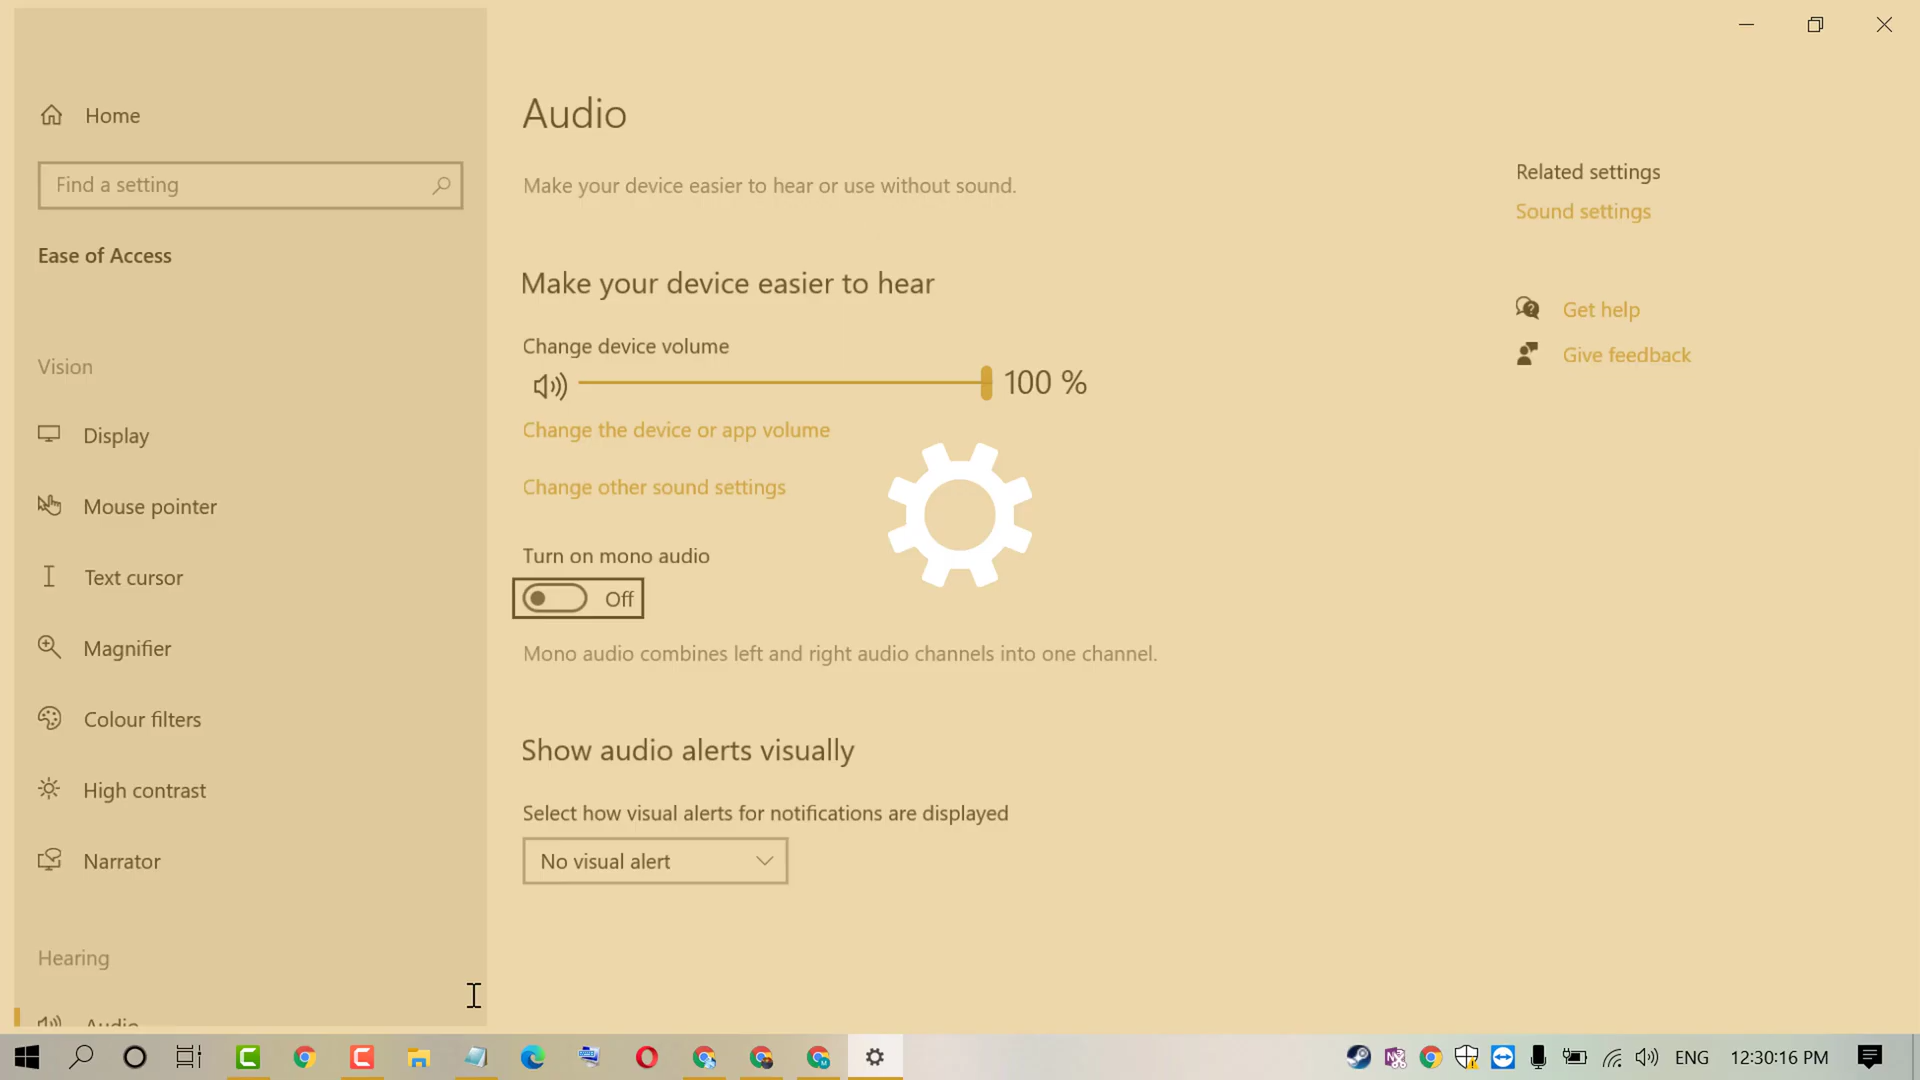 Home
Find a setting
Ease of Access
Vision
Display
Mouse pointer
Text cursor
Magnifier
Colour filters
High contrast
Narrator
Hearing
Audio
Audio
Make your device easier to hear or use without sound.
Make your device easier to hear
Change device volume
100 %
Change the device or app volume
Change other sound settings
Turn on mono audio
Off
Mono audio combines left and right audio channels into one channel.
Show audio alerts visually
Select how visual alerts for notifications are displayed
No visual alert
Related settings
Sound settings
Get help
Give feedback
ENG
12:30:16 PM